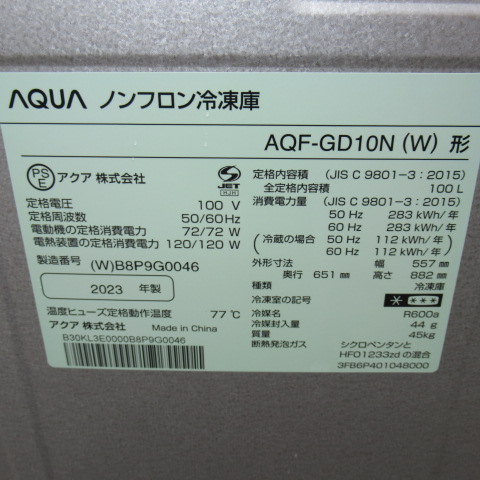 AQUA ノンフロン冷凍庫
AQF-GD10N (W) 形
PS
E
アクア 株式会社
JET
定格電圧 100 V
定格周波数 50/60Hz
電動機の定格消費電力 72/72 W
電熱装置の定格消費電力 120/120 W
製造番号 (W)B8P9G0046
2023 年製
温度ヒューズ定格動作温度 77℃
アクア 株式会社 Made in China
B30KL3E0000B8P9G0046
定格内容積 (JIS C 9801-3 : 2015)
全定格内容積 100 L
消費電力量 (JIS C 9801-3 : 2015)
50 Hz 283 kWh/年
60 Hz 283 kWh/年
(冷蔵の場合 50 Hz 112 kWh/年
60 Hz 112 kWh/年)
外形寸法 幅 557 mm
奥行 651 mm 高さ 882 mm
種類 冷凍庫
冷凍室の記号 * ***
冷媒名 R600a
冷媒封入量 44 g
質量 45kg
断熱発泡ガス シクロペンタンと
HFO1233zd の混合
3FB6P401048000